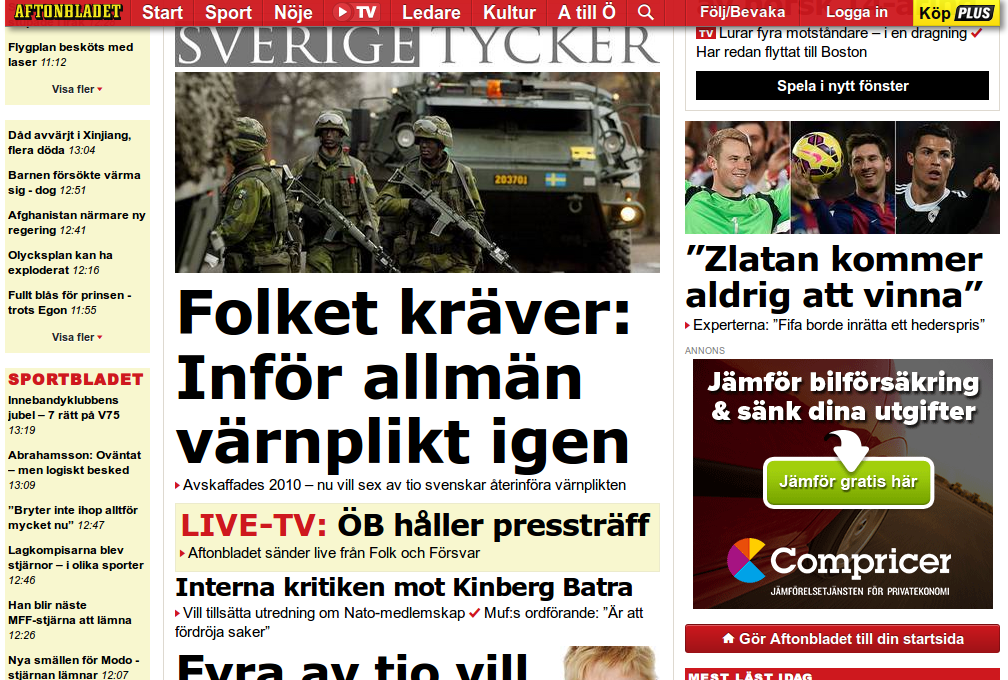 AFTONBLADET Start Sport Nöje TV Ledare Kultur A till Ö Följ/Bevaka Logga in Köp PLUS
Flygplan besköts med
laser 11:12
Visa fler
Dåd avvärjt i Xinjiang,
flera döda 13:04
Barnen försökte värma
sig - dog 12:51
Afghanistan närmare ny
regering 12:41
Olycksplan kan ha
exploderat 12:16
Fullt blås för prinsen -
trots Egon 11:55
Visa fler
SPORTBLADET
Innebandyklubbens
jubel – 7 rätt på V75
13:19
Abrahamsson: Oväntat
– men logiskt besked
13:09
”Bryter inte ihop alltför
mycket nu” 12:47
Lagkompisarna blev
stjärnor – i olika sporter
12:46
Han blir näste
MFF-stjärna att lämna
12:26
Nya smällen för Modo -
stjärnan lämnar 12:07
SVERIGE TYCKER
203701
Folket kräver:
Inför allmän
värnplikt igen
Avskaffades 2010 – nu vill sex av tio svenskar återinföra värnplikten
LIVE-TV: ÖB håller pressträff
Aftonbladet sänder live från Folk och Försvar
Interna kritiken mot Kinberg Batra
Vill tillsätta utredning om Nato-medlemskap Muf:s ordförande: ”Är att
fördröja saker”
Fyra av tio vill
TV Lurar fyra motståndare – i en dragning
Har redan flyttat till Boston
Spela i nytt fönster
”Zlatan kommer
aldrig att vinna”
Experterna: ”Fifa borde inrätta ett hederspris”
ANNONS
Jämför bilförsäkring
& sänk dina utgifter
Jämför gratis här
Compricer
JÄMFÖRELSETJÄNSTEN FÖR PRIVATEKONOMI
Gör Aftonbladet till din startsida
MEST LÄST IDAG